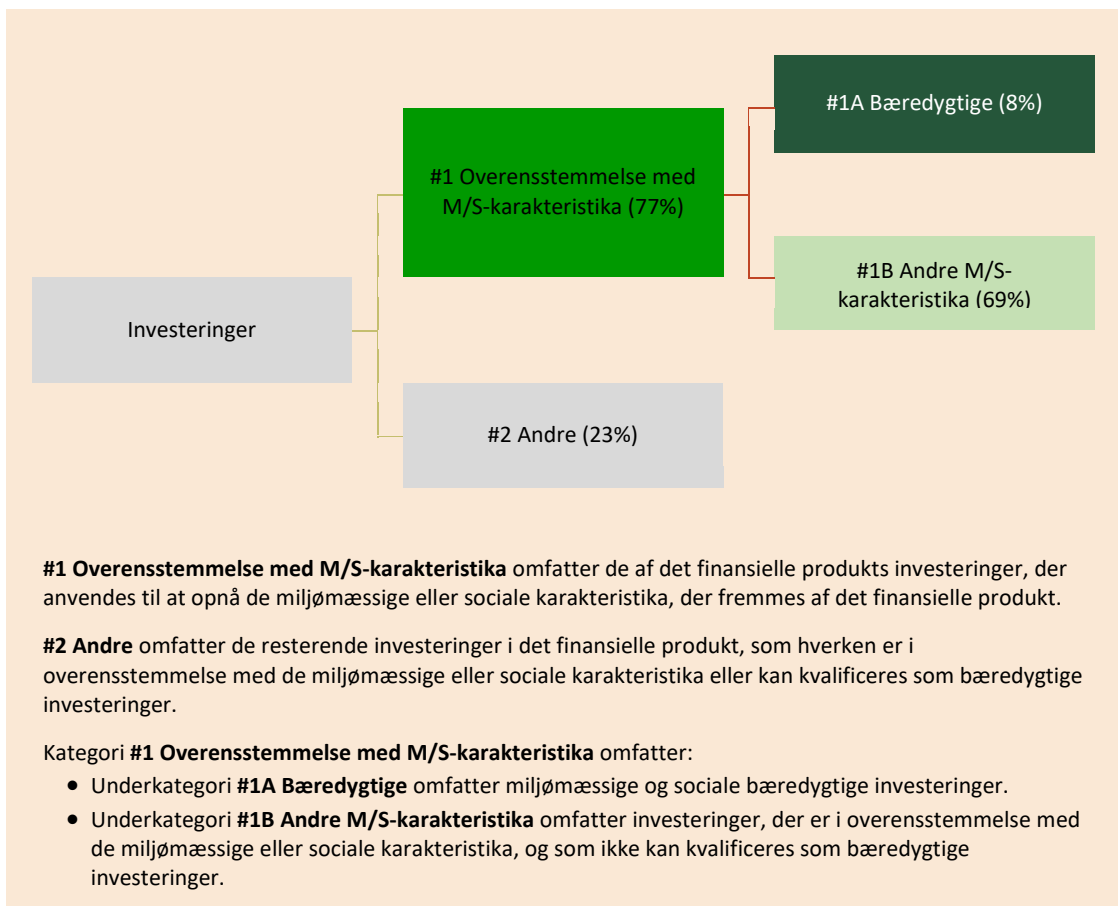 #1A Bæredygtige (8%)
#1 Overensstemmelse med
M/S-karakteristika (77%)
#1B Andre M/S-
karakteristika (69%)
Investeringer
#2 Andre (23%)
#1 Overensstemmelse med M/S-karakteristika omfatter de af det finansielle produkts investeringer, der
anvendes til at opnå de miljømæssige eller sociale karakteristika, der fremmes af det finansielle produkt.
#2 Andre omfatter de resterende investeringer i det finansielle produkt, som hverken er i
overensstemmelse med de miljømæssige eller sociale karakteristika eller kan kvalificeres som bæredygtige
investeringer.
Kategori #1 Overensstemmelse med M/S-karakteristika omfatter:
• Underkategori #1A Bæredygtige omfatter miljømæssige og sociale bæredygtige investeringer.
• Underkategori #1B Andre M/S-karakteristika omfatter investeringer, der er i overensstemmelse med
de miljømæssige eller sociale karakteristika, og som ikke kan kvalificeres som bæredygtige
investeringer.